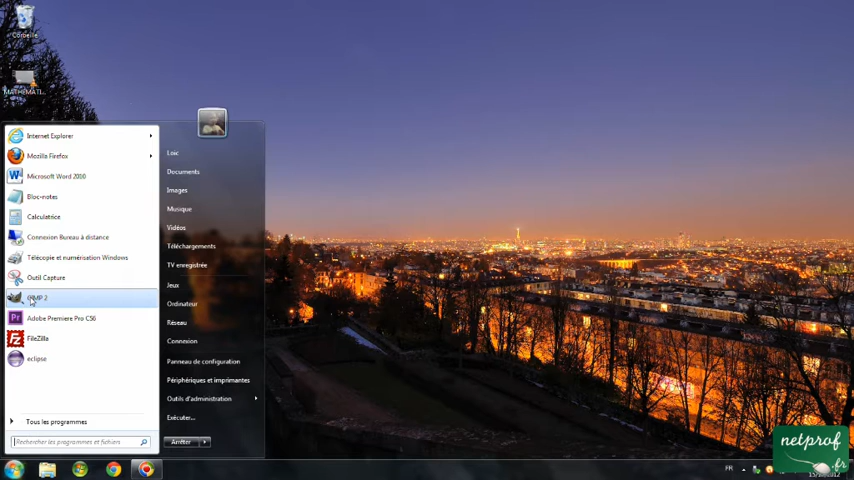 Corbeille
Internet Explorer
Mozilla Firefox
Microsoft Word 2010
Bloc-notes
Calculatrice
Connexion Bureau à distance
Télécopie et numérisation Windows
Outil Capture
GIMP 2
Adobe Premiere Pro CS6
FileZilla
eclipse
Tous les programmes
Rechercher les programmes et fichiers
Loic
Documents
Images
Musique
Vidéos
Téléchargements
TV enregistrée
Jeux
Ordinateur
Réseau
Connexion
Panneau de configuration
Périphériques et imprimantes
Outils d'administration
Exécuter...
Arrêter
FR
netprof
.fr